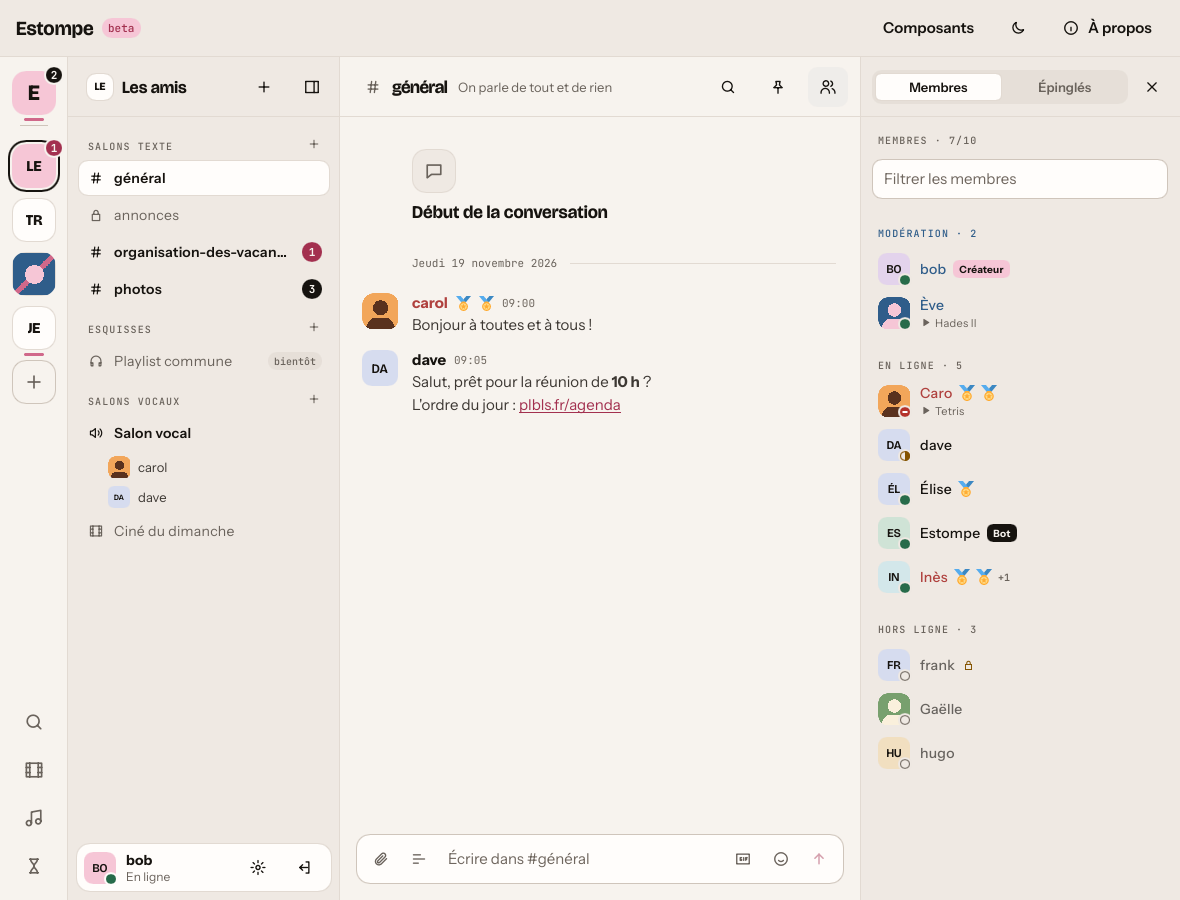 Estompe beta
Composants
À propos
E 2
LE 1
TR
JE
LE Les amis
SALONS TEXTE
# général
annonces
# organisation-des-vacan... 1
# photos 3
ESQUISSES
Playlist commune bientôt
SALONS VOCAUX
Salon vocal
carol
DA dave
Ciné du dimanche
BO bob
En ligne
# général On parle de tout et de rien
Début de la conversation
Jeudi 19 novembre 2026
carol 09:00
Bonjour à toutes et à tous !
DA dave 09:05
Salut, prêt pour la réunion de 10 h ?
L'ordre du jour : plbls.fr/agenda
Écrire dans #général
GIF
Membres
Épinglés
MEMBRES · 7/10
Filtrer les membres
MODÉRATION · 2
BO bob Créateur
Ève
Hades II
EN LIGNE · 5
Caro
Tetris
DA dave
ÉL Élise
ES Estompe Bot
IN Inès +1
HORS LIGNE · 3
FR frank
Gaëlle
HU hugo